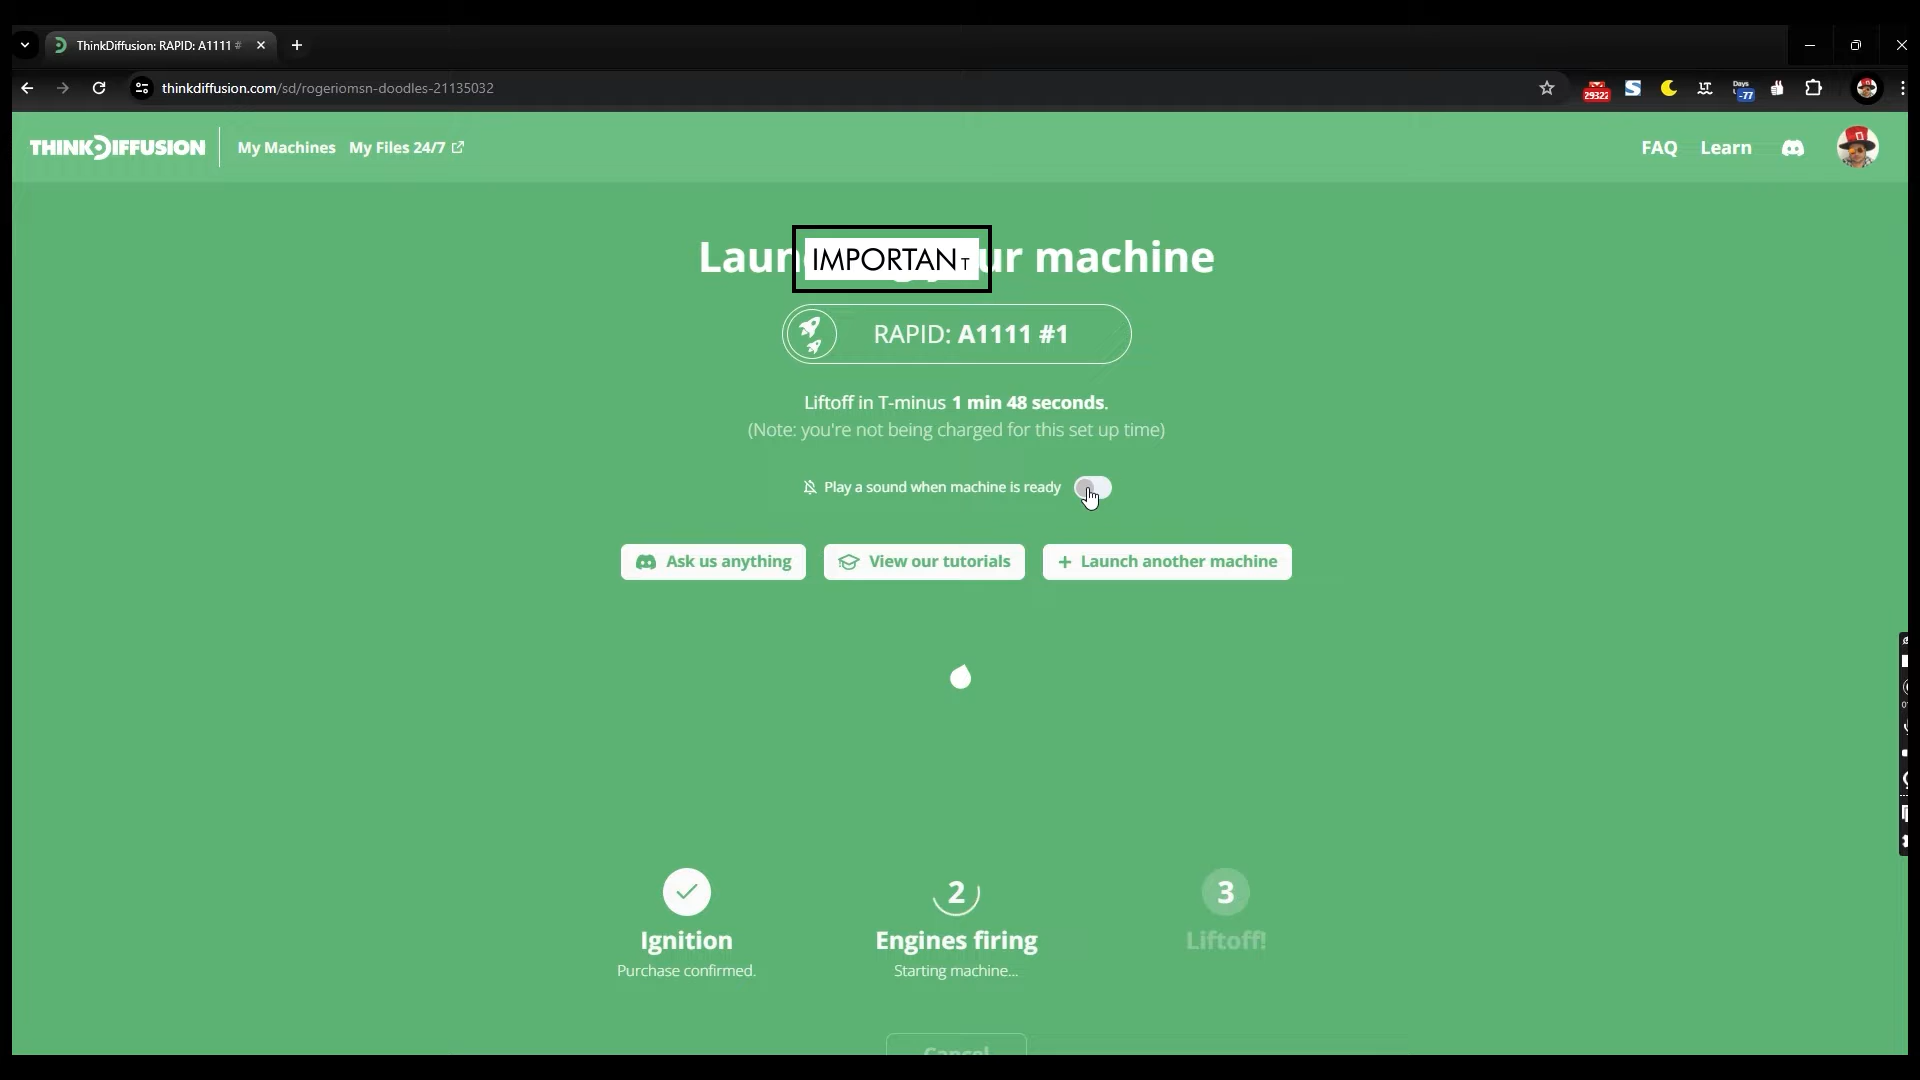 ThinkDiffusion: RAPID: A1111 #
thinkdiffusion.com/sd/rogeriomsn-doodles-21135032
29322
Days
-77
THINKDIFFUSION
My Machines
My Files 24/7
FAQ
Learn
Laun
ur machine
IMPORTANT
RAPID: A1111 #1
Liftoff in T-minus 1 min 48 seconds.
(Note: you're not being charged for this set up time)
Play a sound when machine is ready
Ask us anything
View our tutorials
+ Launch another machine
2
3
Ignition
Engines firing
Liftoff!
Purchase confirmed.
Starting machine...
Cancel